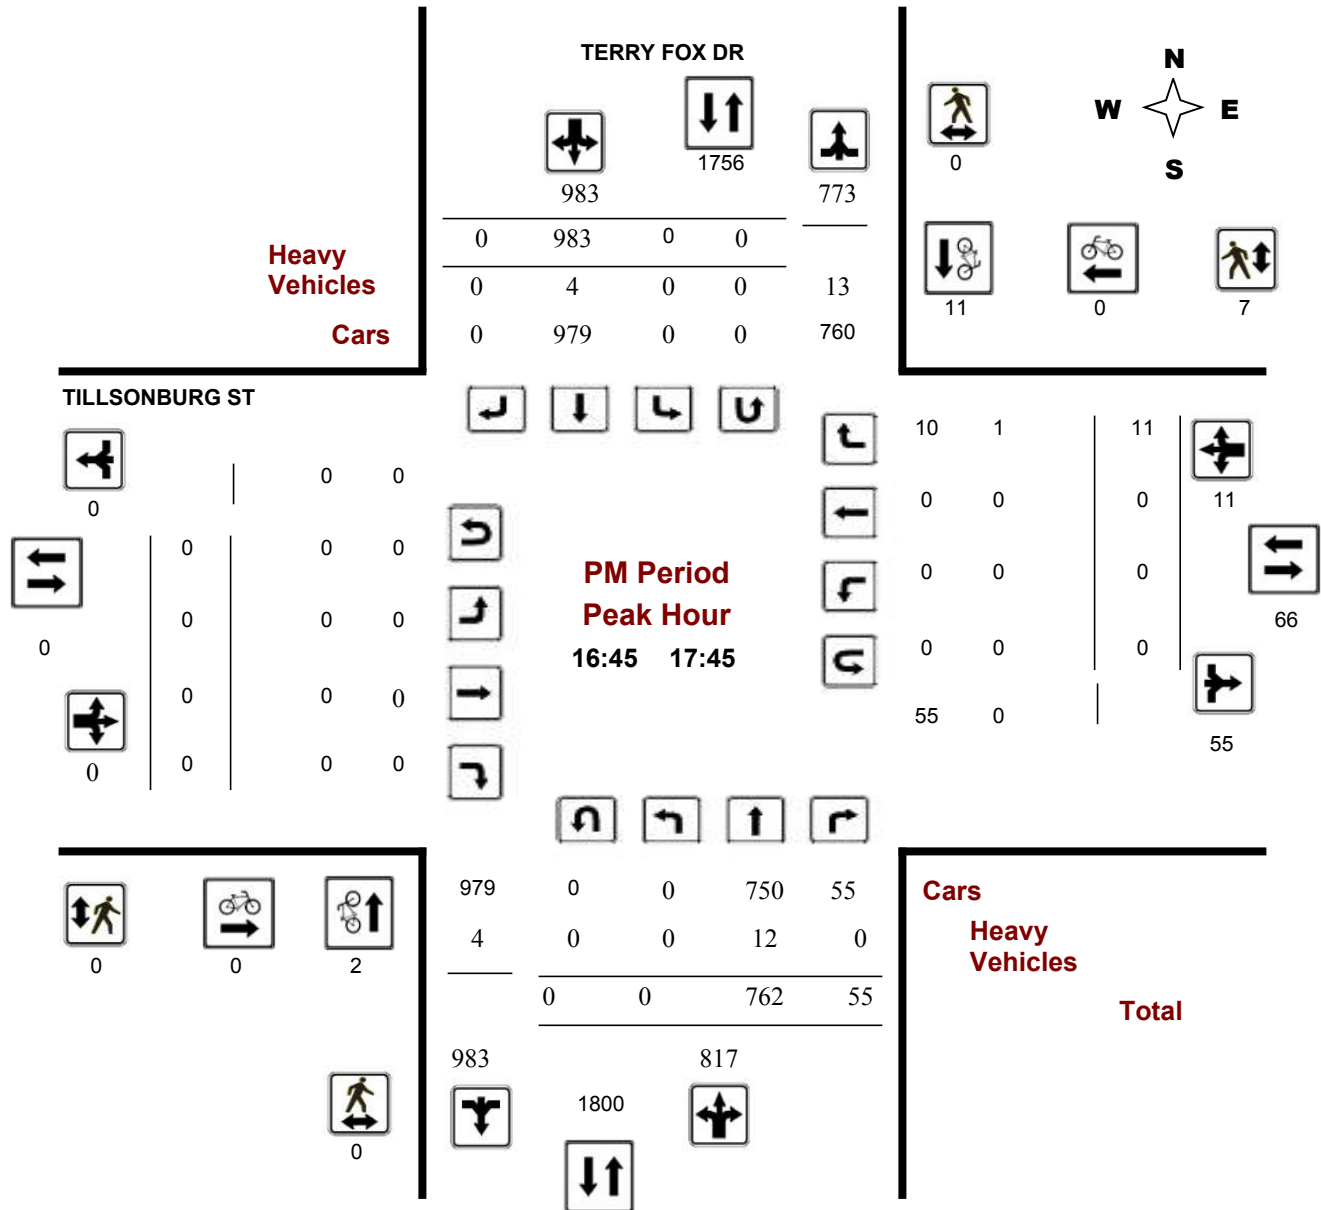 TERRY FOX DR
N
W E
S
1756
0
983 773
0 983 0 0
Heavy
Vehicles 0 4 0 0 13
11 0 7
Cars 0 979 0 0 760
TILLSONBURG ST
10 1 11
0 0
0
0 0 0 11
0 0 0
PM Period
0 0 0
Peak Hour
0 0 0
66
0
16:45 17:45
0 0 0
0 0 0
55 0
55
0
0 0 0
979 0 0 750 55 Cars
4 0 0 12 0 Heavy
Vehicles
0 0 2
0 0 762 55 Total
983 817
1800
0